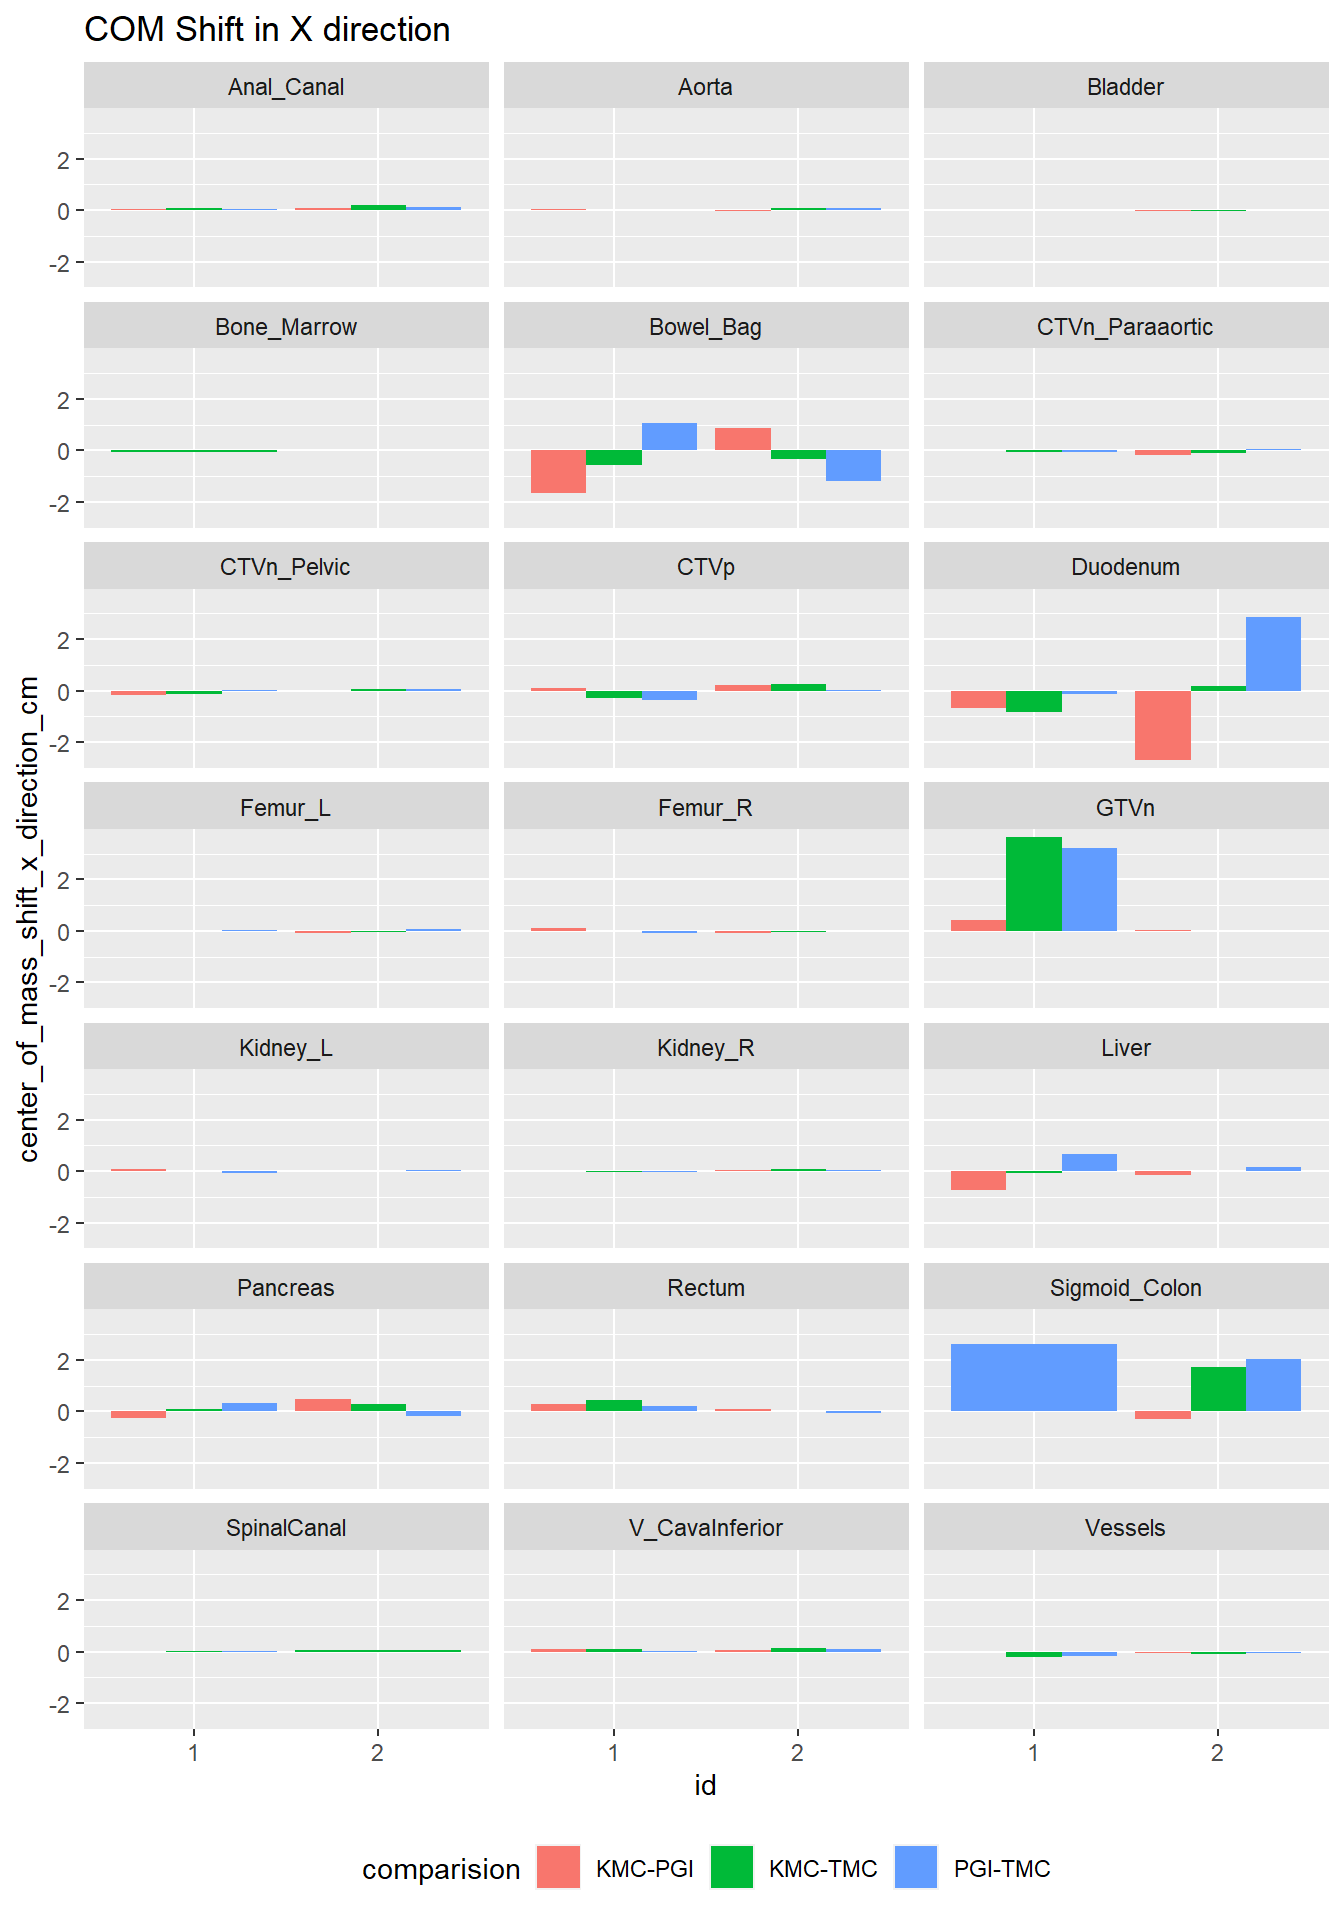 COM Shift in X direction
Anal_Canal Aorta Bladder
2
0
-2
Bone_Marrow Bowel_Bag CTVn_Paraaortic
2
0
-2
CTVn_Pelvic CTVp Duodenum
2
0
-2
Femur_L Femur_R GTVn
2
0
-2
Kidney_L Kidney_R Liver
2
0
-2
Pancreas Rectum Sigmoid_Colon
2
0
-2
SpinalCanal V_CavaInferior Vessels
2
0
-2
center_of_mass_shift_x_direction_cm
1 2 1 2 1 2
id
comparision KMC-PGI KMC-TMC PGI-TMC